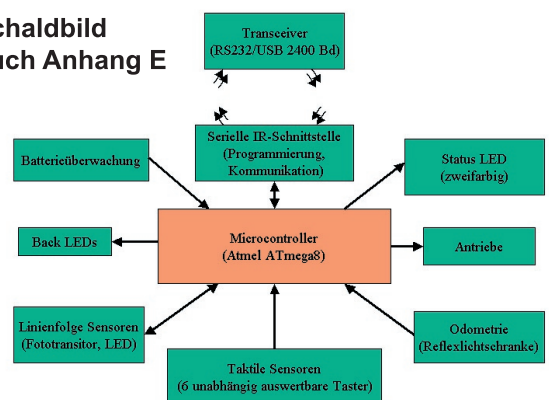 chaldbild
uch Anhang E
Transceiver
(RS232/USB 2400 Bd)
Serielle IR-Schnittstelle
(Programmierung,
Kommunikation)
Batterieüberwachung
Status LED
(zweifarbig)
Back LEDs
Microcontroller
(Atmel ATmega8)
Antriebe
Linienfolge Sensoren
(Fototransitor, LED)
Odometrie
(Reflexlichtschranke)
Taktile Sensoren
(6 unabhängig auswertbare Taster)